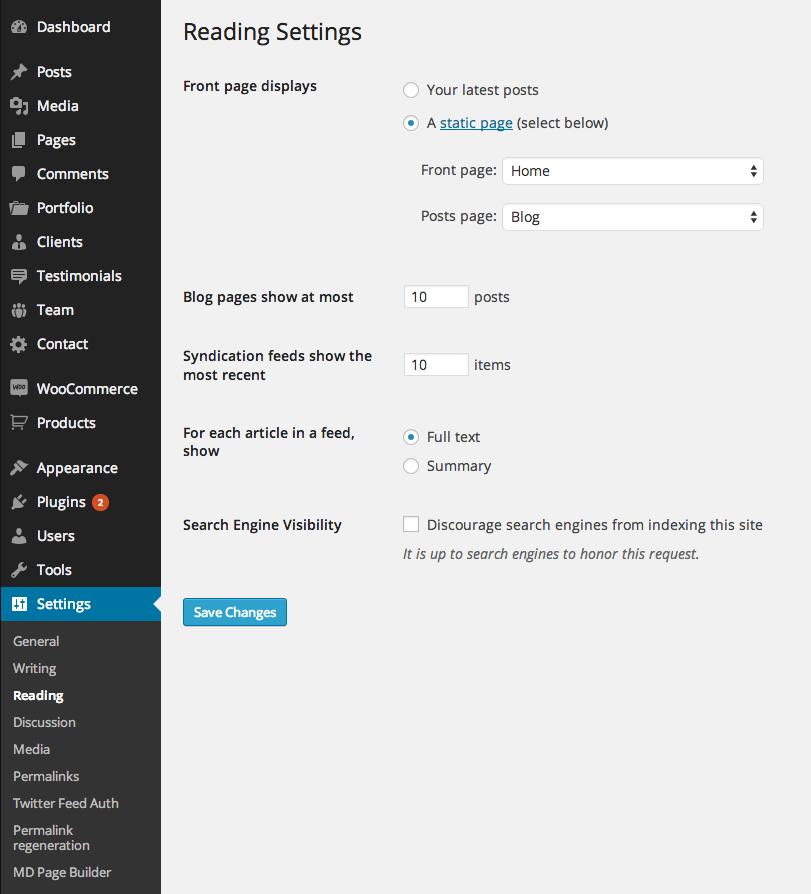 Dashboard
Posts
Media
Pages
Comments
Portfolio
Clients
Testimonials
Team
Contact
WOO
WooCommerce
Products
Appearance
Plugins 2
Users
Tools
Settings
General
Writing
Reading
Discussion
Media
Permalinks
Twitter Feed Auth
Permalink
regeneration
MD Page Builder
Reading Settings
Front page displays
Your latest posts
A static page (select below)
Front page: Home
Posts page: Blog
Blog pages show at most
10 posts
Syndication feeds show the
most recent
10 items
For each article in a feed,
show
Full text
Summary
Search Engine Visibility
Discourage search engines from indexing this site
It is up to search engines to honor this request.
Save Changes